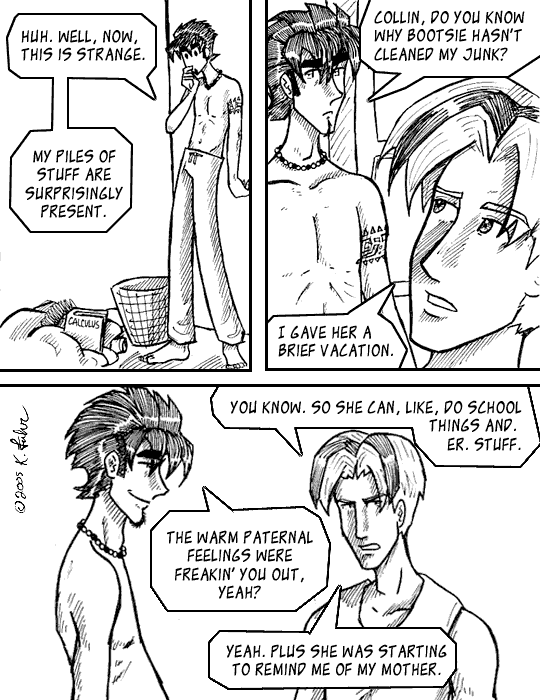 HUH. WELL, NOW,
THIS IS STRANGE.
MY PILES OF
STUFF ARE
SURPRISINGLY
PRESENT.
CALCULUS
COLLIN, DO YOU KNOW
WHY BOOTSIE HASN'T
CLEANED MY JUNK?
I GAVE HER A
BRIEF VACATION.
YOU KNOW. SO SHE CAN, LIKE, DO SCHOOL
THINGS AND.
ER. STUFF.
THE WARM PATERNAL
FEELINGS WERE
FREAKIN' YOU OUT,
YEAH?
YEAH. PLUS SHE WAS STARTING
TO REMIND ME OF MY MOTHER.
©2005 K.